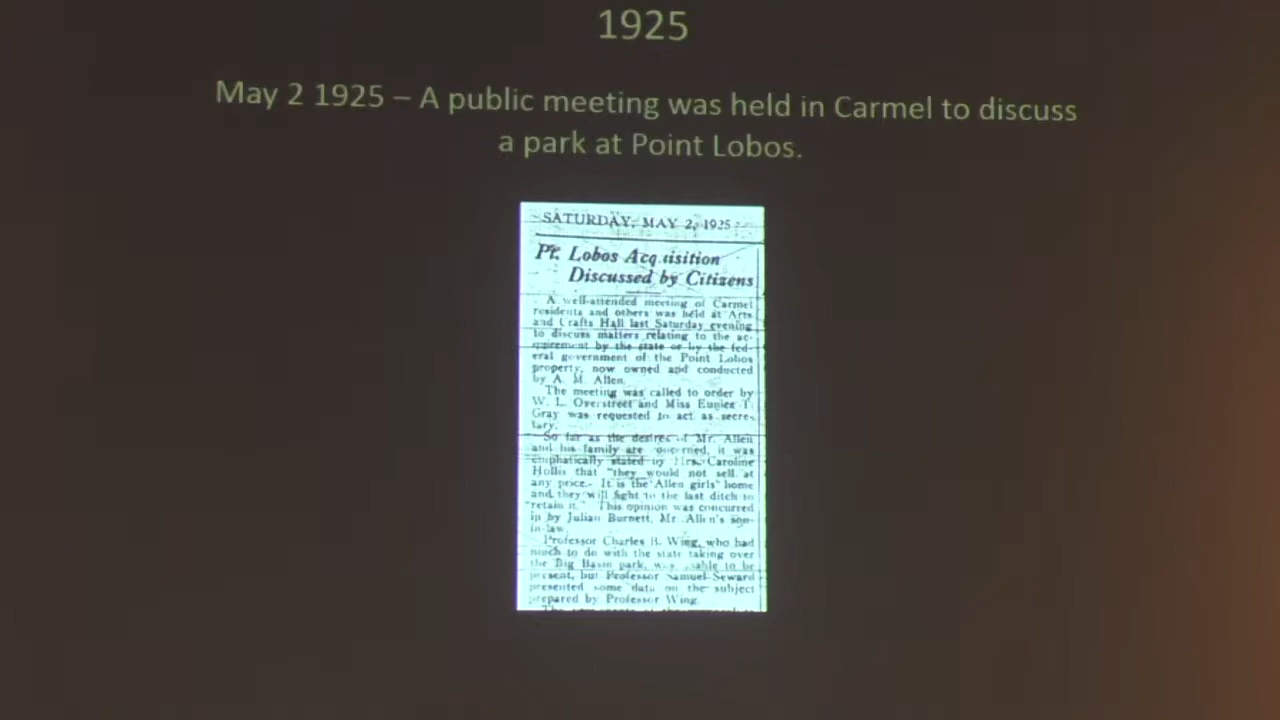 1925
May 2 1925 – A public meeting was held in Carmel to discuss
a park at Point Lobos.
SATURDAY, MAY 2, 1925
Pt. Lobos Acquisition
Discussed by Citizens
A well-attended meeting of Carmel
residents and others was held at Arts
and Crafts Hall last Saturday evening
to discuss matters relating to the ac-
quirement by the state or by the fed-
eral government of the Point Lobos
property, now owned and conducted
by A. M. Allen.
The meeting was called to order by
W. L. Overstreet and Miss Eunice T.
Gray was requested to act as secre-
tary.
So far as the desires of Mr. Allen
and his family are concerned, it was
emphatically stated by Mrs. Caroline
Hollis that "they would not sell at
any price. It is the Allen girls' home
and they will fight to the last ditch to
retain it." This opinion was concurred
in by Julian Burnett, Mr. Allen's son-
in-law.
Professor Charles B. Wing, who had
much to do with the state taking over
the Big Basin park, was unable to be
present, but Professor Samuel Seward
presented some data on the subject
prepared by Professor Wing.